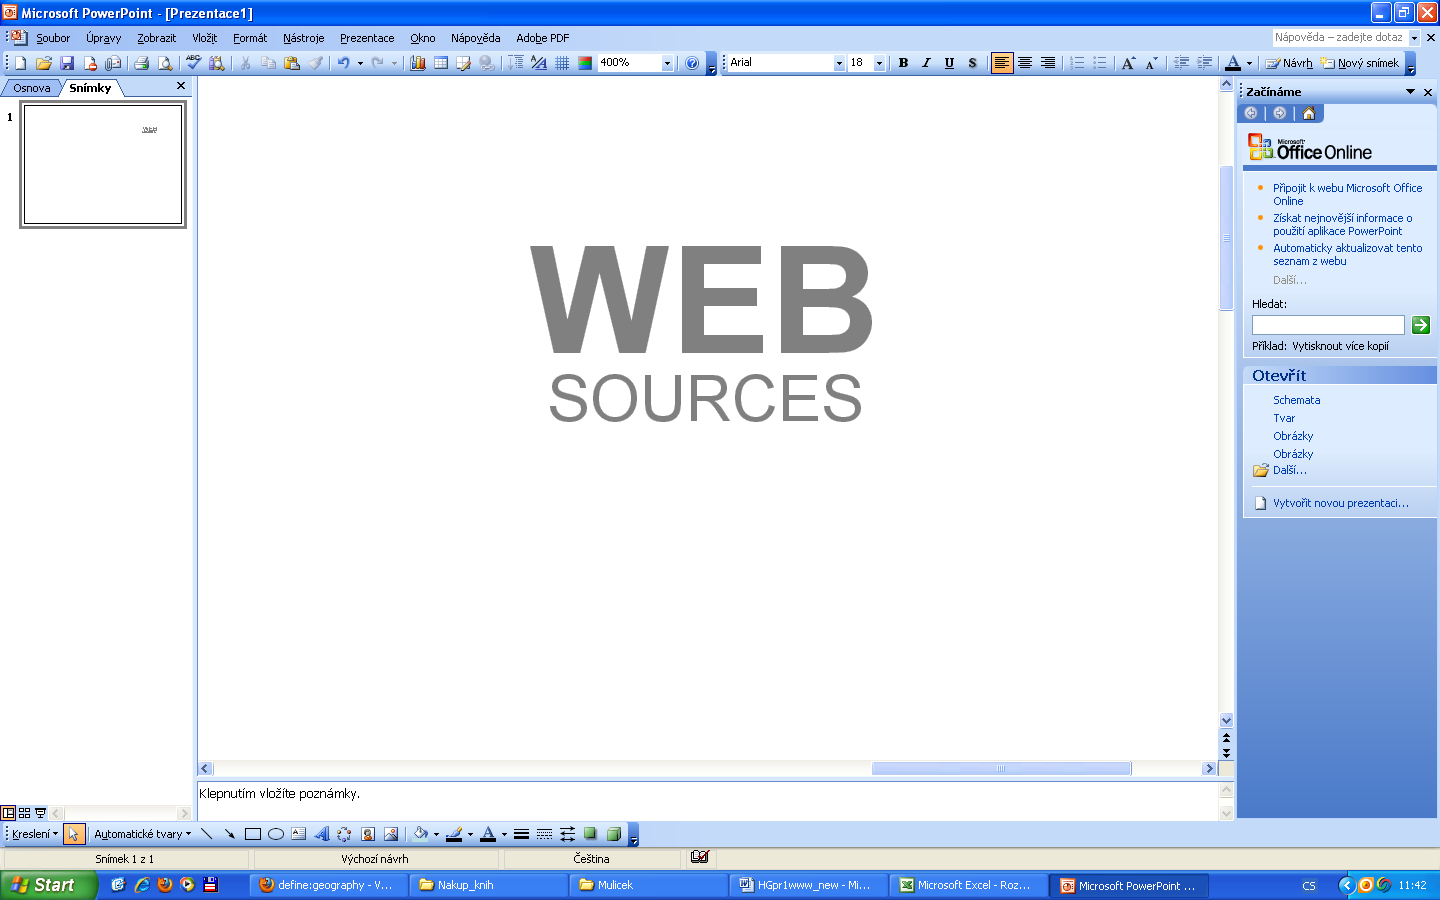 Microsoft PowerPoint - [Prezentace1]
Soubor Úpravy Zobrazit Vložit Formát Nástroje Prezentace Okno Nápověda Adobe PDF
Nápověda – zadejte dotaz
400% Arial 18 B I U S A A A Návrh Nový snímek
Osnova Snímky
1
WEB
SOURCES
Začínáme
Microsoft
Office Online
Připojit k webu Microsoft Office
Online
Získat nejnovější informace o
použití aplikace PowerPoint
Automaticky aktualizovat tento
seznam z webu
Další...
Hledat:
Příklad: Vytisknout více kopií
Otevřít
Schemata
Tvar
Obrázky
Obrázky
Další...
Vytvořit novou prezentaci...
Klepnutím vložíte poznámky.
Kreslení Automatické tvary
Snímek 1 z 1 Výchozí návrh Čeština
Start define:geography - V... Nakup_knih Mulicek HGpr1www_new - Mi... Microsoft Excel - Roz... Microsoft PowerPoint ... CS 11:42